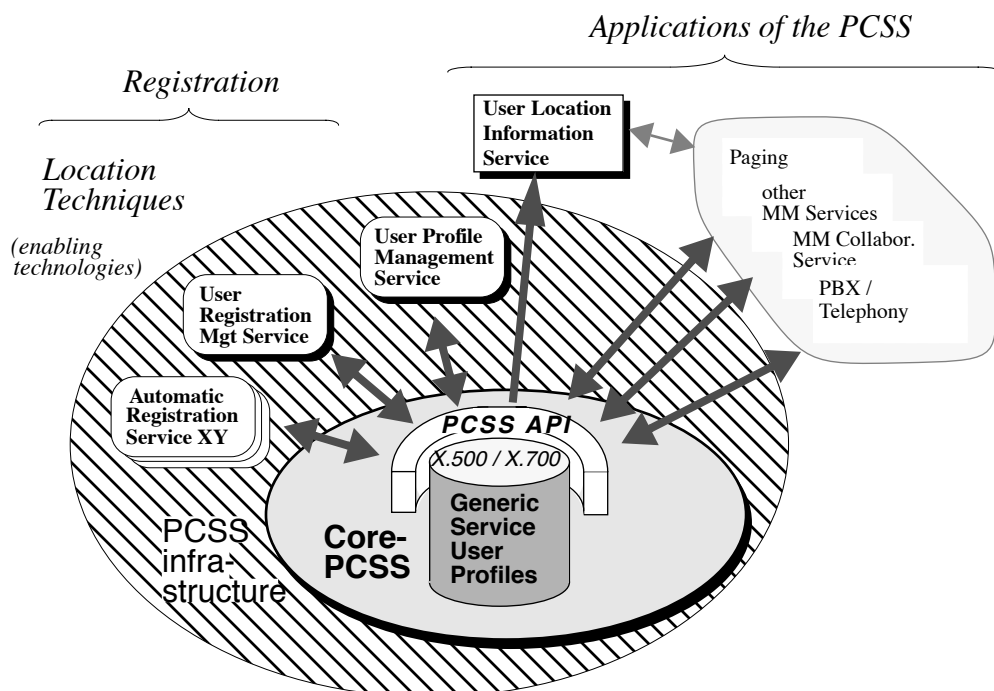 Applications of the PCSS
Registration
Location
Techniques
(enabling
technologies)
User Location
Information
Service
Paging
other
MM Services
MM Collabor.
Service
PBX /
Telephony
User Profile
Management
Service
User
Registration
Mgt Service
Automatic
Registration
Service XY
PCSS API
X.500 / X.700
Generic
Service
User
Profiles
Core-
PCSS
PCSS
infra-
structure